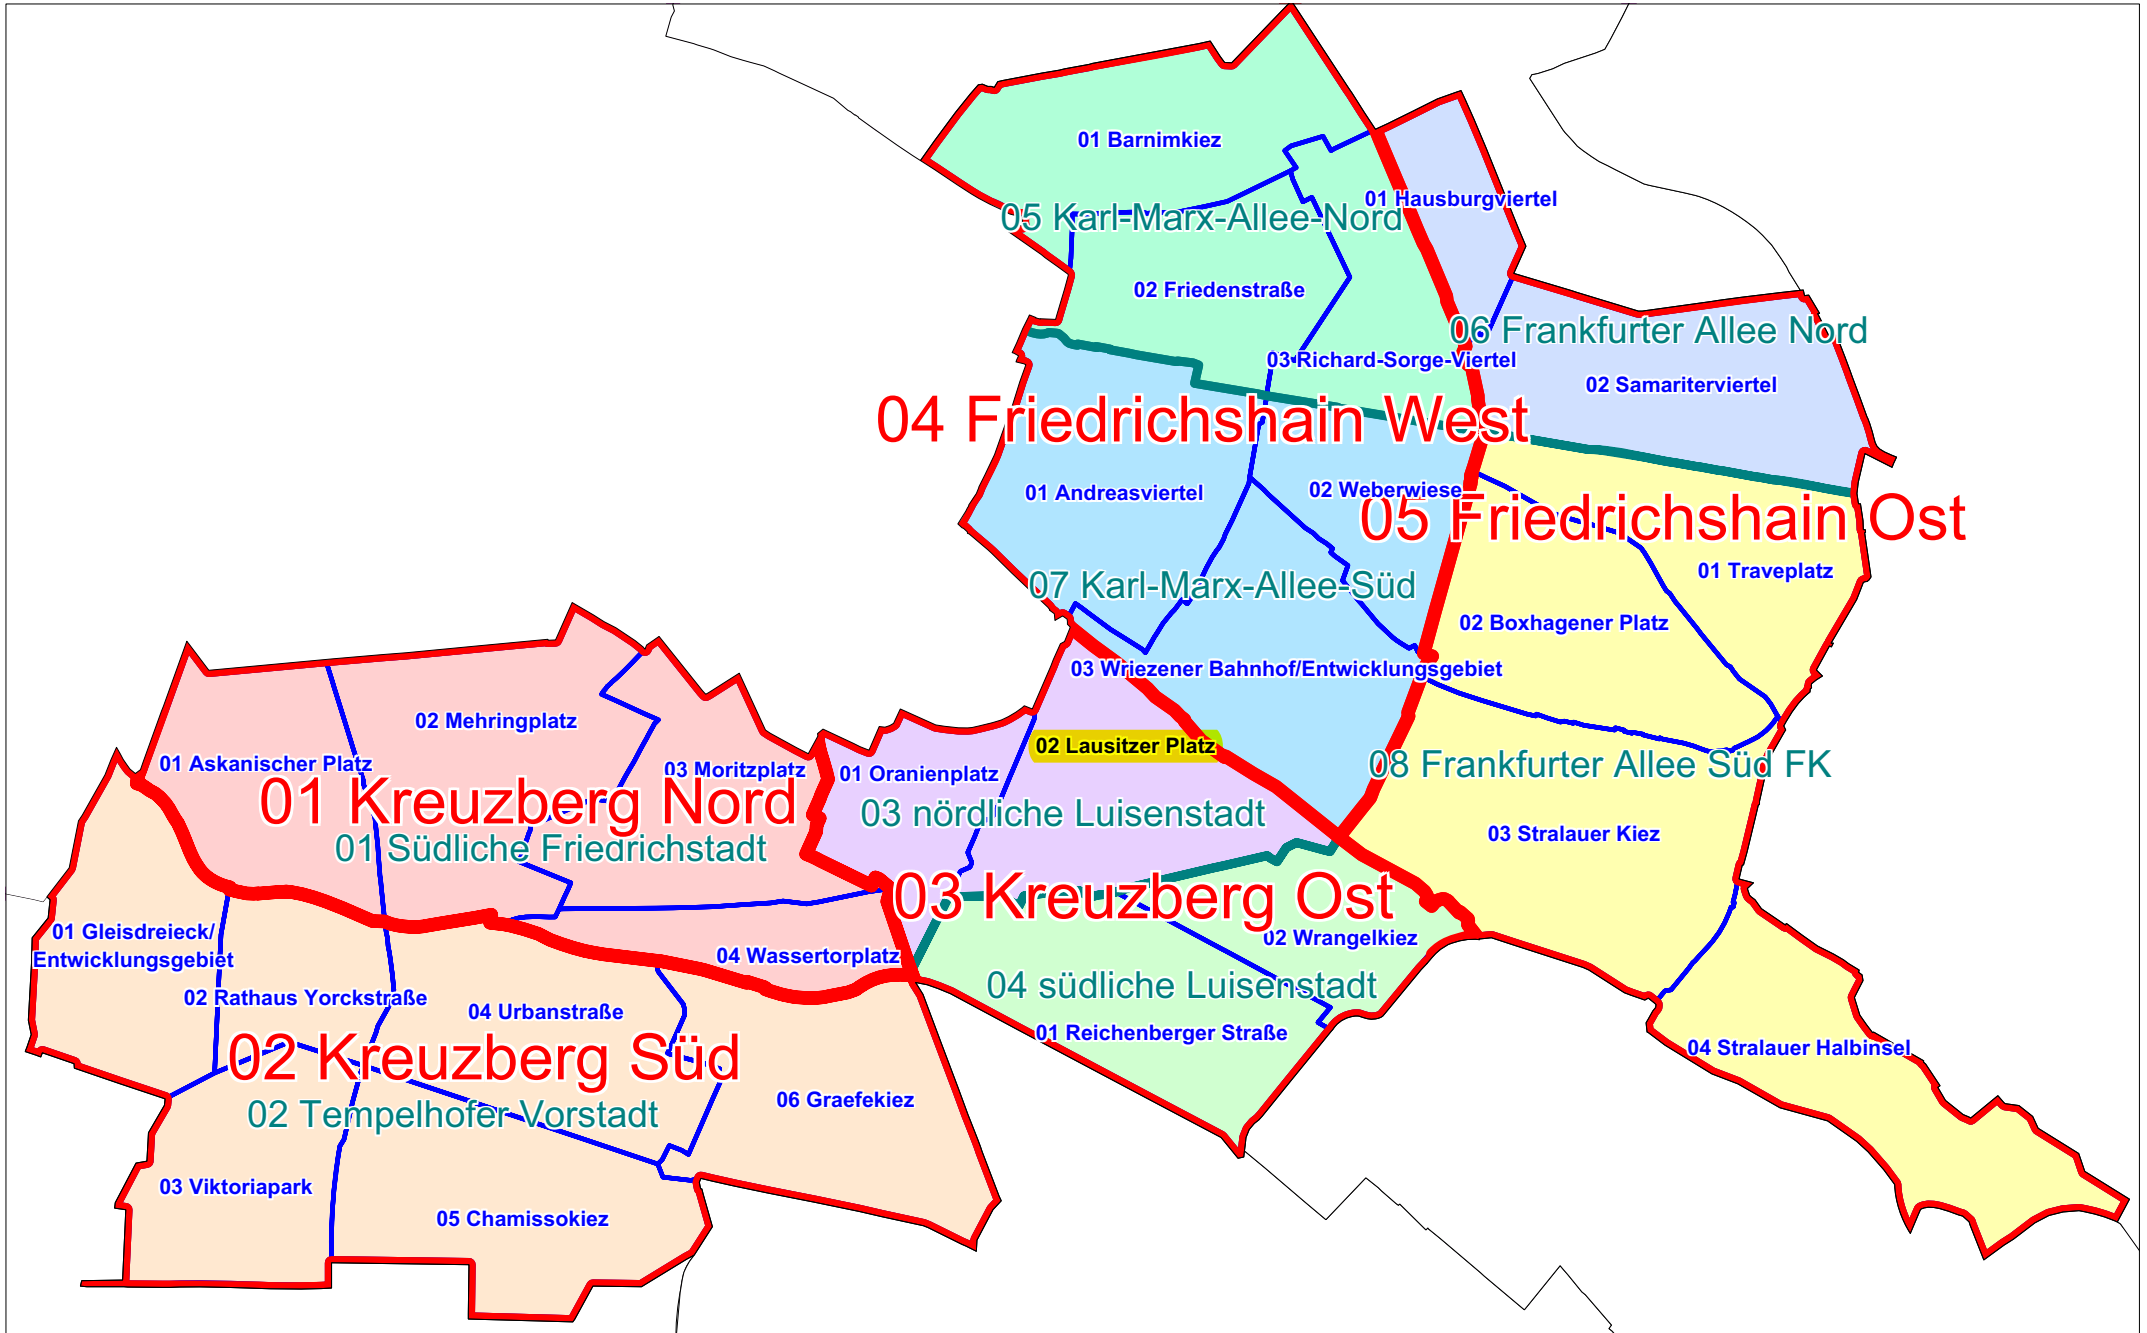 01 Barnimkiez
01 Hausburgviertel
05 Karl-Marx-Allee-Nord
02 Friedenstraße
06 Frankfurter Allee Nord
03 Richard-Sorge-Viertel
02 Samariterviertel
04 Friedrichshain West
01 Andreasviertel
02 Weberwiese
05 Friedrichshain Ost
01 Traveplatz
07 Karl-Marx-Allee-Süd
02 Boxhagener Platz
03 Wriezener Bahnhof/Entwicklungsgebiet
02 Mehringplatz
02 Lausitzer Platz
01 Askanischer Platz
03 Moritzplatz
01 Oranienplatz
08 Frankfurter Allee Süd FK
01 Kreuzberg Nord
03 nördliche Luisenstadt
03 Stralauer Kiez
01 Südliche Friedrichstadt
03 Kreuzberg Ost
01 Gleisdreieck/
Entwicklungsgebiet
02 Wrangelkiez
04 Wassertorplatz
04 südliche Luisenstadt
02 Rathaus Yorckstraße
04 Urbanstraße
01 Reichenberger Straße
04 Stralauer Halbinsel
02 Kreuzberg Süd
06 Graefekiez
02 Tempelhofer Vorstadt
03 Viktoriapark
05 Chamissokiez